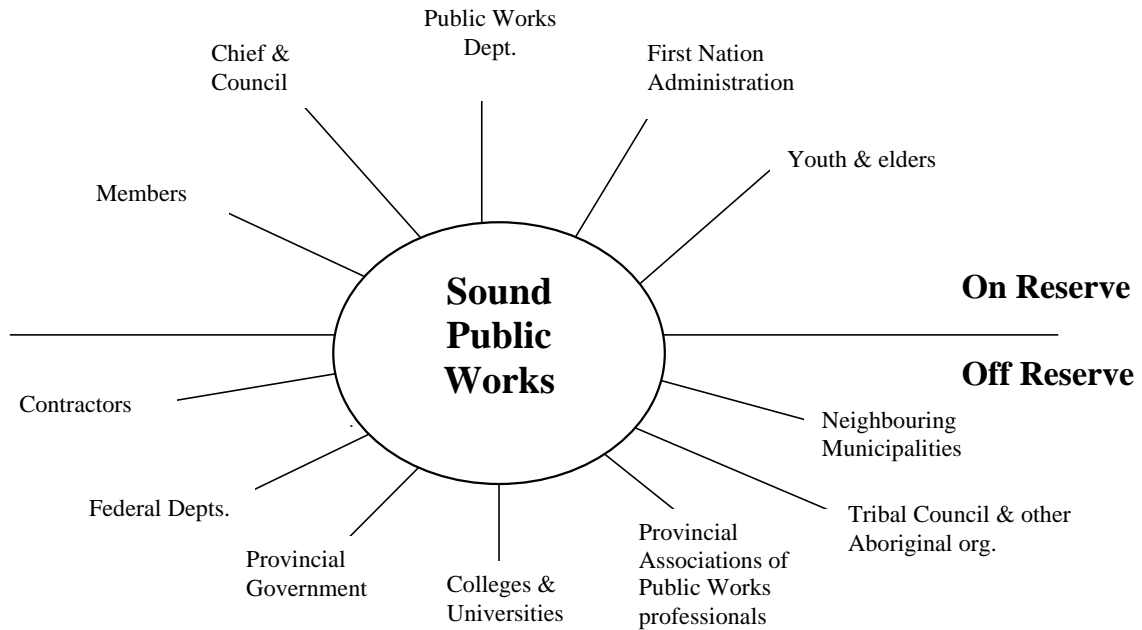 Public Works
Dept.
Chief &
Council
First Nation
Administration
Youth & elders
Members
Sound
Public
Works
On Reserve
Off Reserve
Contractors
Neighbouring
Municipalities
Federal Depts.
Tribal Council & other
Aboriginal org.
Provincial
Government
Colleges &
Universities
Provincial
Associations of
Public Works
professionals